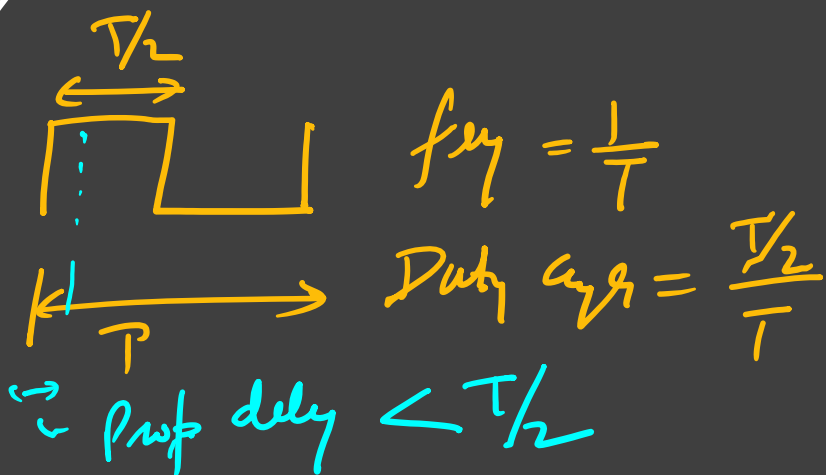 T/2
freq = 1/T
Duty cycle = T/2 / T
T
Prop delay < T/2